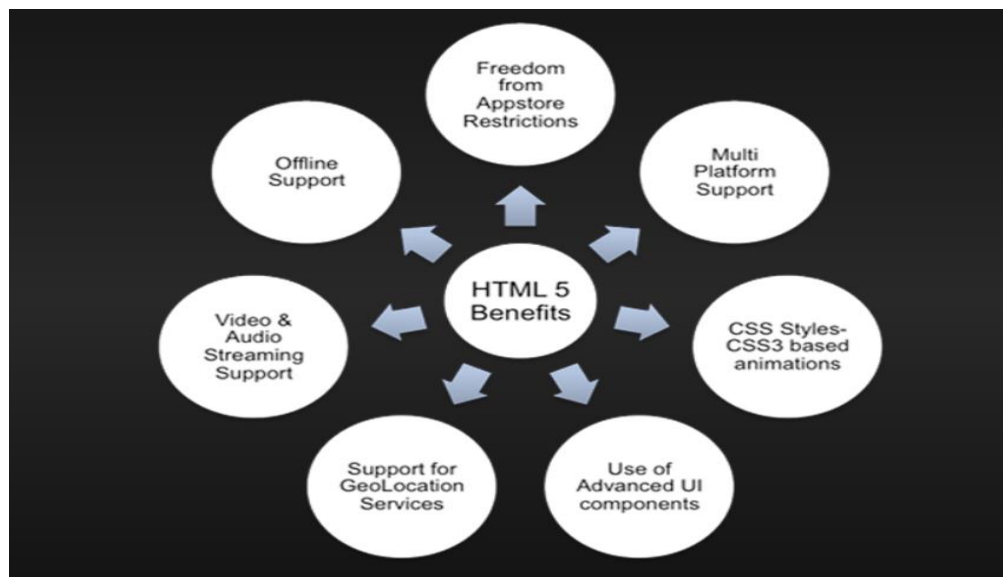 HTML 5
Benefits
Freedom
from
Appstore
Restrictions
Multi
Platform
Support
CSS Styles-
CSS3 based
animations
Use of
Advanced UI
components
Support for
GeoLocation
Services
Video &
Audio
Streaming
Support
Offline
Support